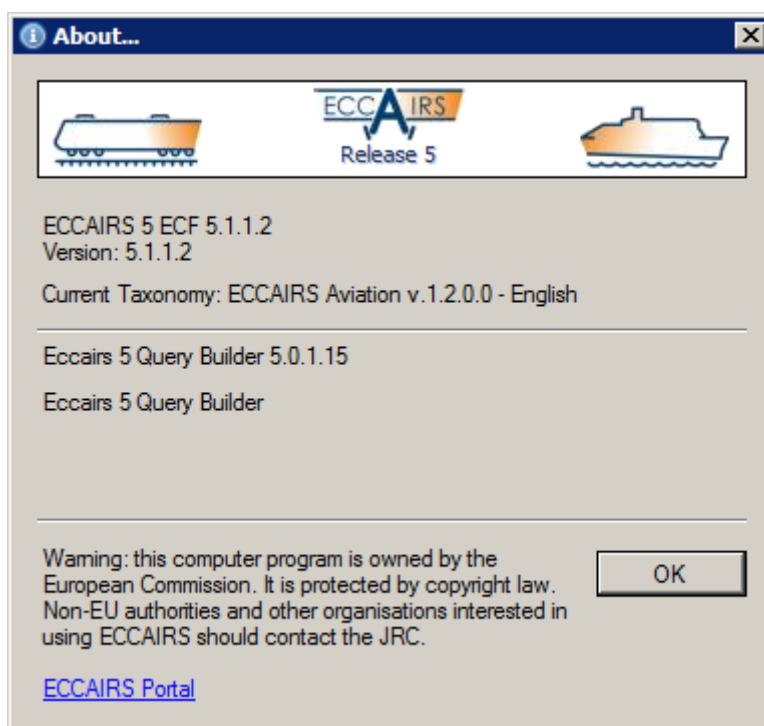 About...
ECCAIRS
Release 5
ECCAIRS 5 ECF 5.1.1.2
Version: 5.1.1.2
Current Taxonomy: ECCAIRS Aviation v.1.2.0.0 - English
Eccairs 5 Query Builder 5.0.1.15
Eccairs 5 Query Builder
Warning: this computer program is owned by the
European Commission. It is protected by copyright law.
Non-EU authorities and other organisations interested in
using ECCAIRS should contact the JRC.
OK
ECCAIRS Portal